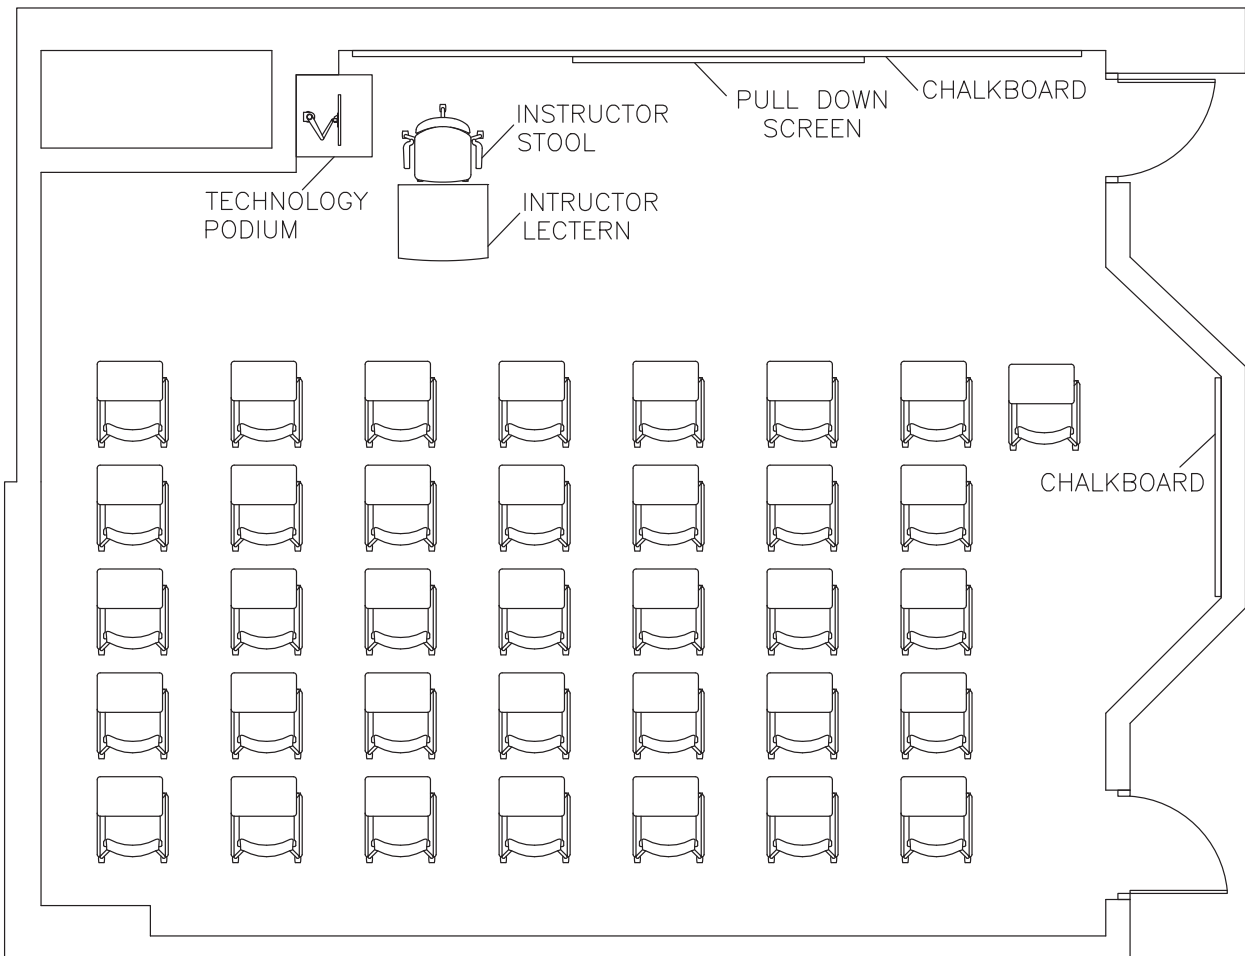 CHALKBOARD
PULL DOWN
SCREEN
INSTRUCTOR
STOOL
TECHNOLOGY
PODIUM
INTRUCTOR
LECTERN
CHALKBOARD